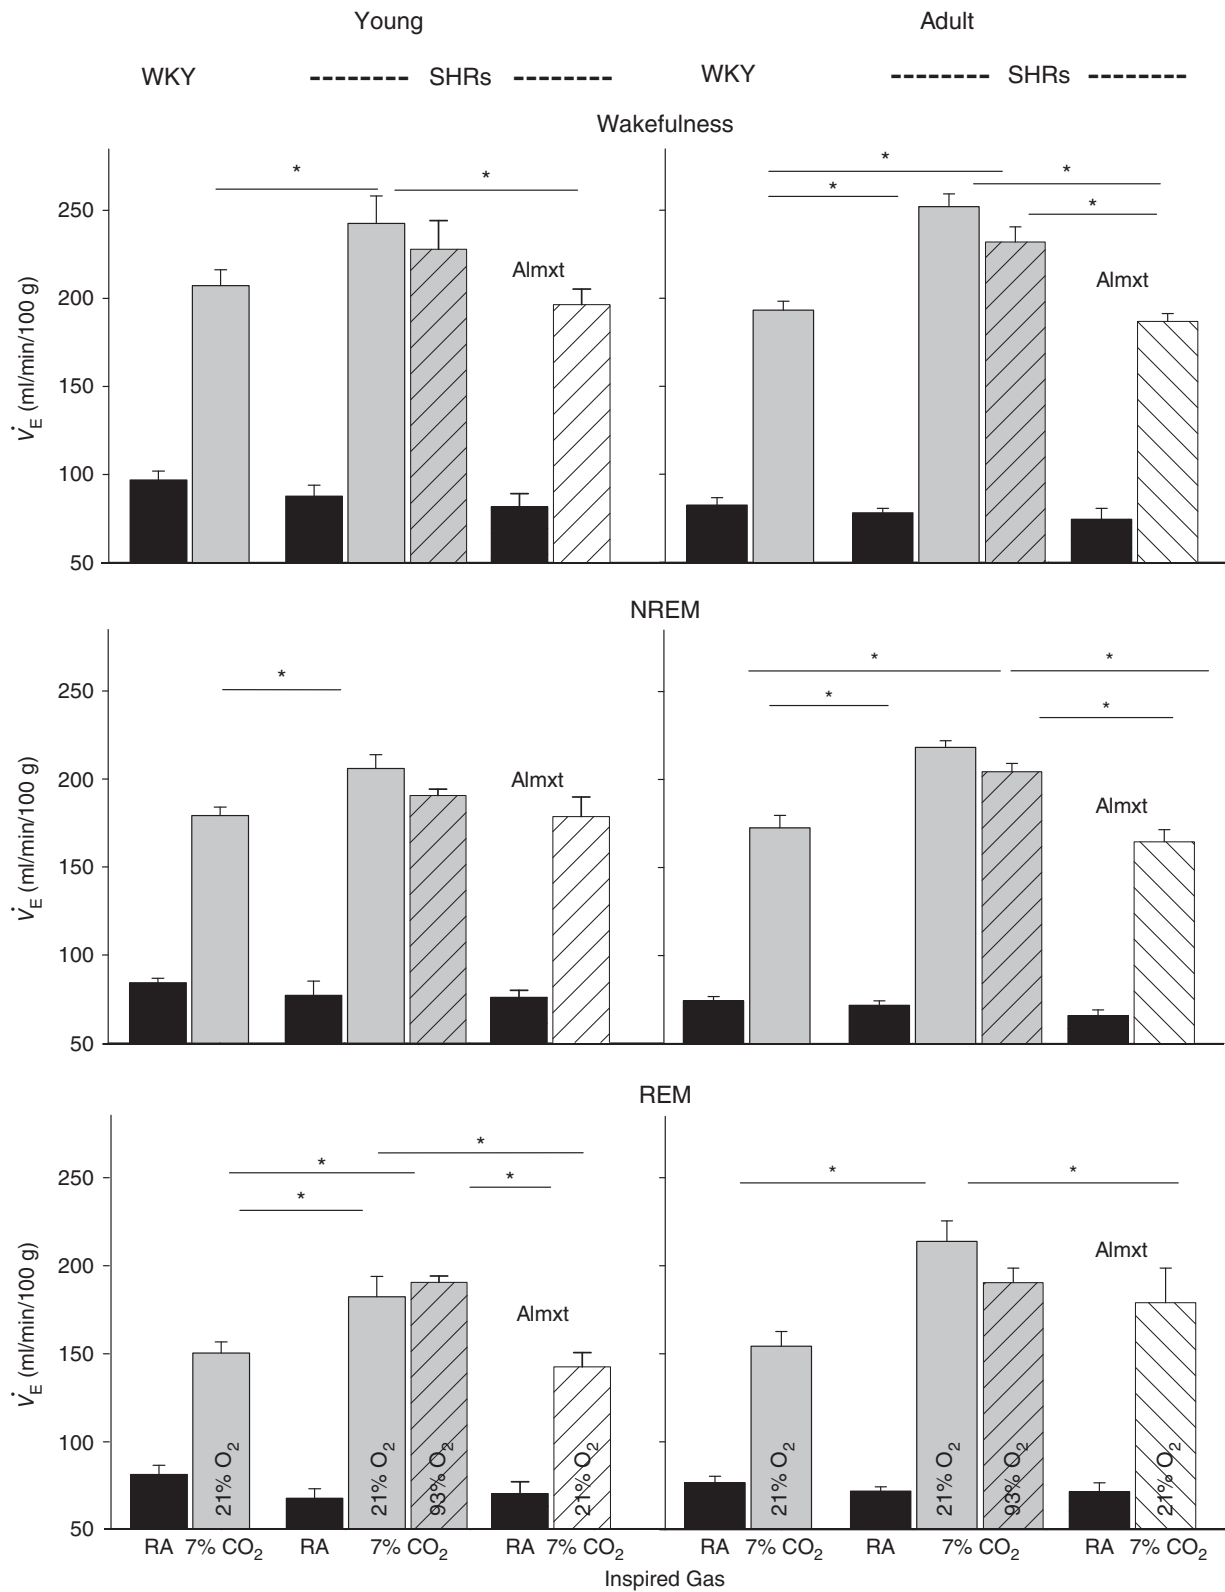 Young Adult
WKY SHRs WKY SHRs
Wakefulness
* * * * * *
250
200
150
100
50
V̇E (ml/min/100 g)
Almxt Almxt
NREM
* * * * *
250
200
150
100
50
V̇E (ml/min/100 g)
Almxt Almxt
REM
* * * * * *
250
200
150
100
50
V̇E (ml/min/100 g)
Almxt Almxt
21% O2 21% O2 93% O2 21% O2 21% O2 21% O2 93% O2 21% O2
RA 7% CO2 RA 7% CO2 RA 7% CO2 RA 7% CO2 RA 7% CO2 RA 7% CO2
Inspired Gas